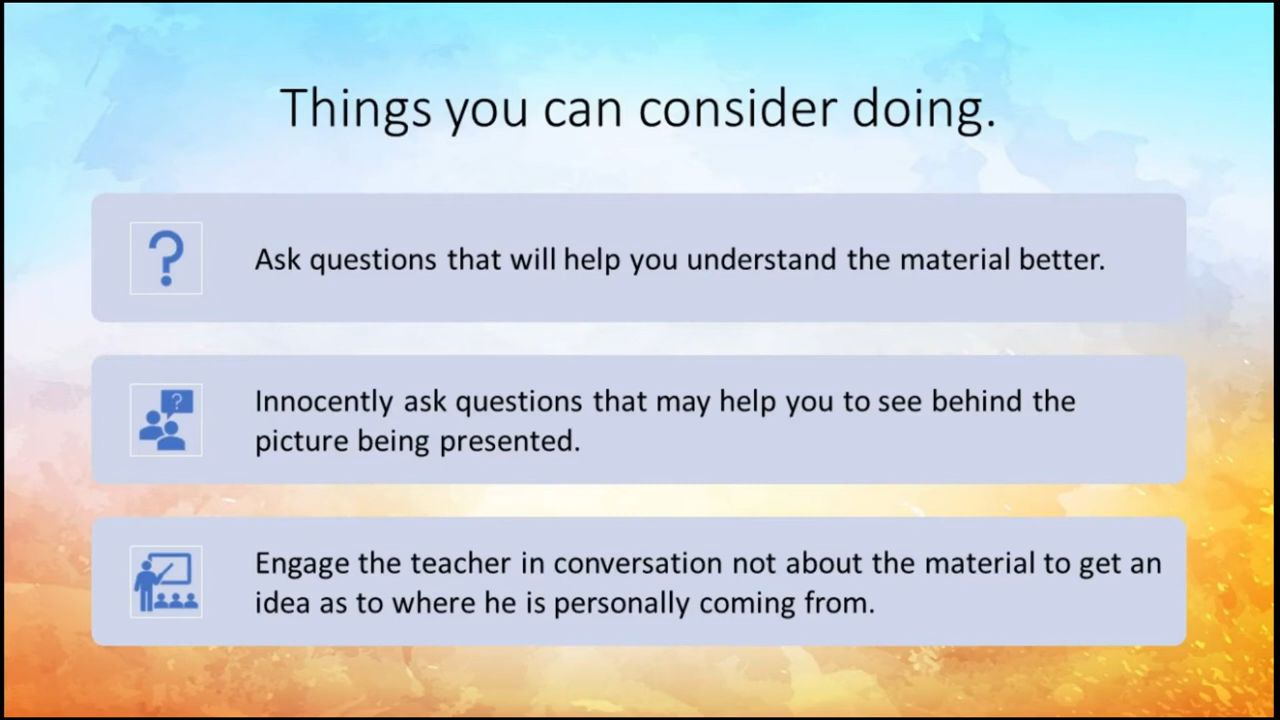 Things you can consider doing.
Ask questions that will help you understand the material better.
Innocently ask questions that may help you to see behind the
picture being presented.
Engage the teacher in conversation not about the material to get an
idea as to where he is personally coming from.